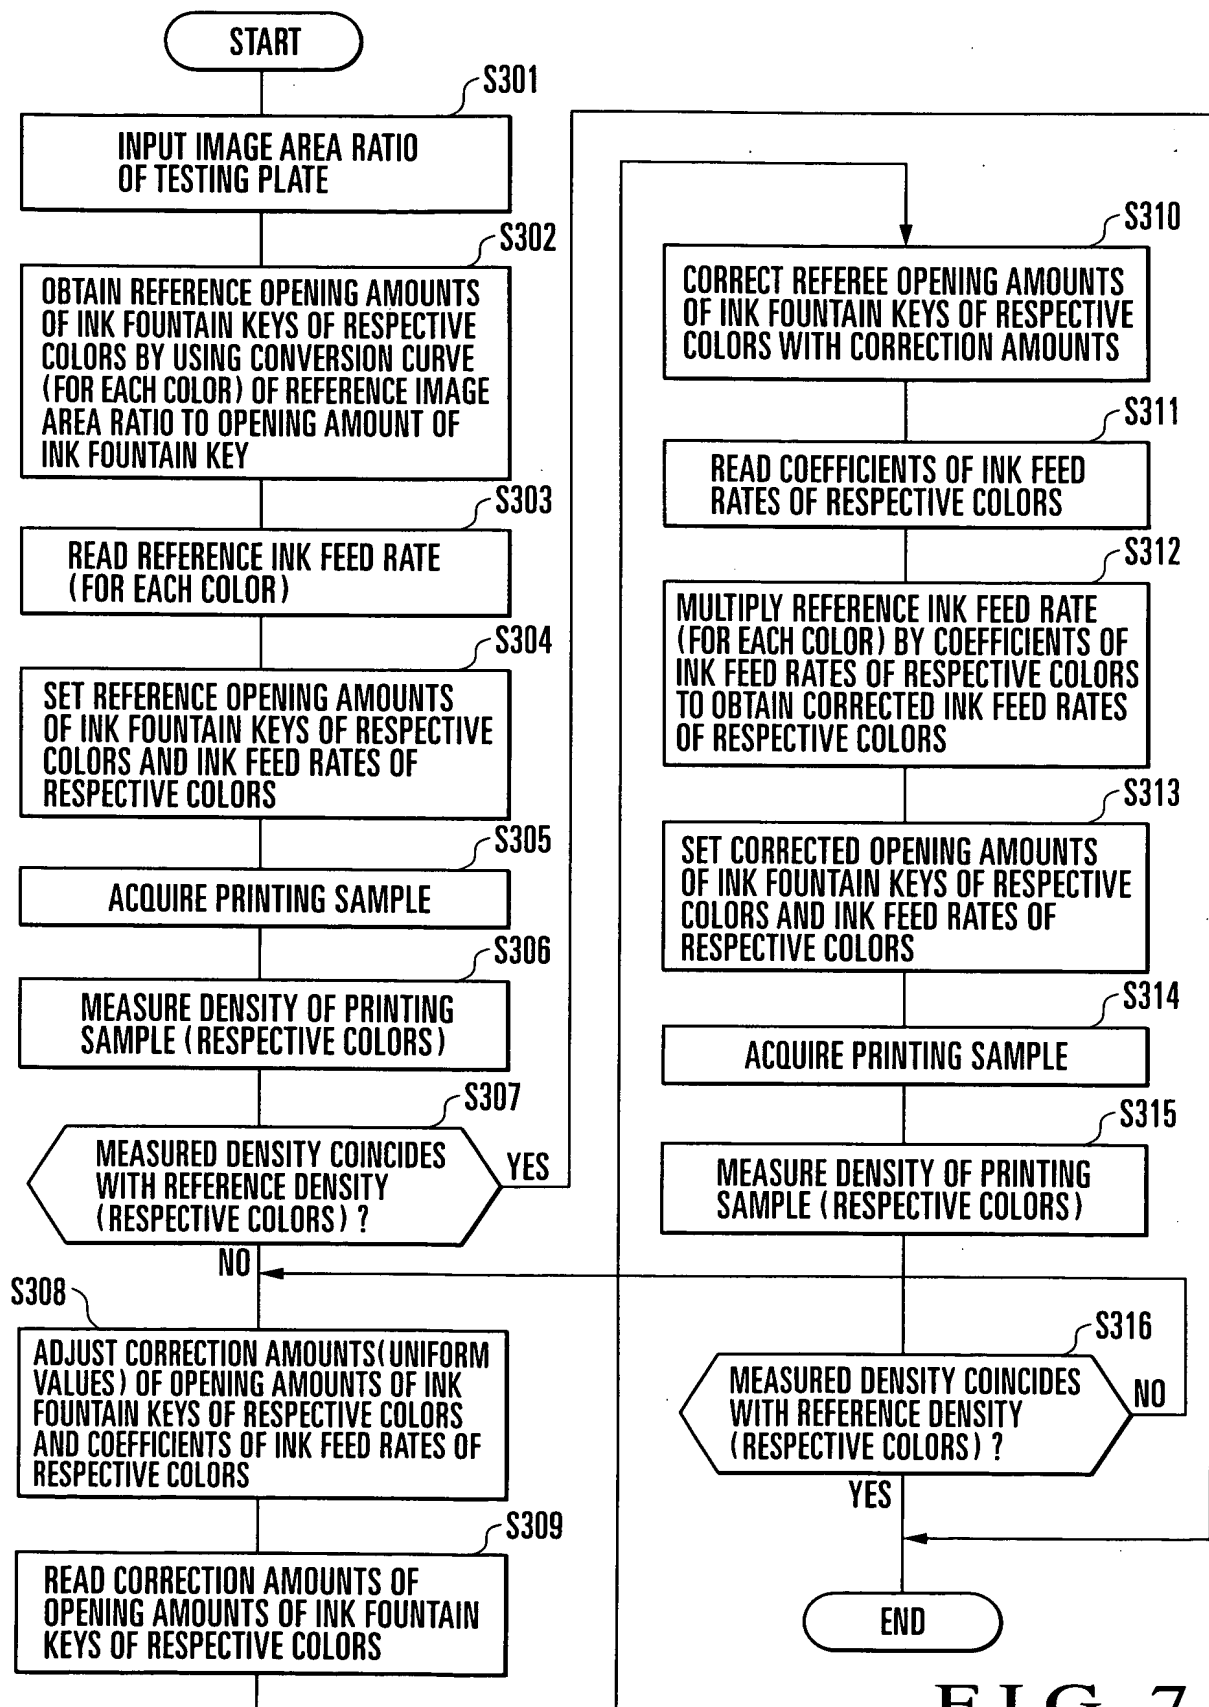 START
S301
INPUT IMAGE AREA RATIO
OF TESTING PLATE
S302
OBTAIN REFERENCE OPENING AMOUNTS
OF INK FOUNTAIN KEYS OF RESPECTIVE
COLORS BY USING CONVERSION CURVE
(FOR EACH COLOR) OF REFERENCE IMAGE
AREA RATIO TO OPENING AMOUNT OF
INK FOUNTAIN KEY
S303
READ REFERENCE INK FEED RATE
(FOR EACH COLOR)
S304
SET REFERENCE OPENING AMOUNTS
OF INK FOUNTAIN KEYS OF RESPECTIVE
COLORS AND INK FEED RATES OF
RESPECTIVE COLORS
S305
ACQUIRE PRINTING SAMPLE
S306
MEASURE DENSITY OF PRINTING
SAMPLE (RESPECTIVE COLORS)
S307
MEASURED DENSITY COINCIDES
WITH REFERENCE DENSITY
(RESPECTIVE COLORS) ?
YES
NO
S308
ADJUST CORRECTION AMOUNTS(UNIFORM
VALUES) OF OPENING AMOUNTS OF INK
FOUNTAIN KEYS OF RESPECTIVE COLORS
AND COEFFICIENTS OF INK FEED RATES OF
RESPECTIVE COLORS
S309
READ CORRECTION AMOUNTS OF
OPENING AMOUNTS OF INK FOUNTAIN
KEYS OF RESPECTIVE COLORS
S310
CORRECT REFEREE OPENING AMOUNTS
OF INK FOUNTAIN KEYS OF RESPECTIVE
COLORS WITH CORRECTION AMOUNTS
S311
READ COEFFICIENTS OF INK FEED
RATES OF RESPECTIVE COLORS
S312
MULTIPLY REFERENCE INK FEED RATE
(FOR EACH COLOR) BY COEFFICIENTS OF
INK FEED RATES OF RESPECTIVE COLORS
TO OBTAIN CORRECTED INK FEED RATES
OF RESPECTIVE COLORS
S313
SET CORRECTED OPENING AMOUNTS
OF INK FOUNTAIN KEYS OF RESPECTIVE
COLORS AND INK FEED RATES OF
RESPECTIVE COLORS
S314
ACQUIRE PRINTING SAMPLE
S315
MEASURE DENSITY OF PRINTING
SAMPLE (RESPECTIVE COLORS)
S316
MEASURED DENSITY COINCIDES
WITH REFERENCE DENSITY
(RESPECTIVE COLORS) ?
NO
YES
END
FIG. 7